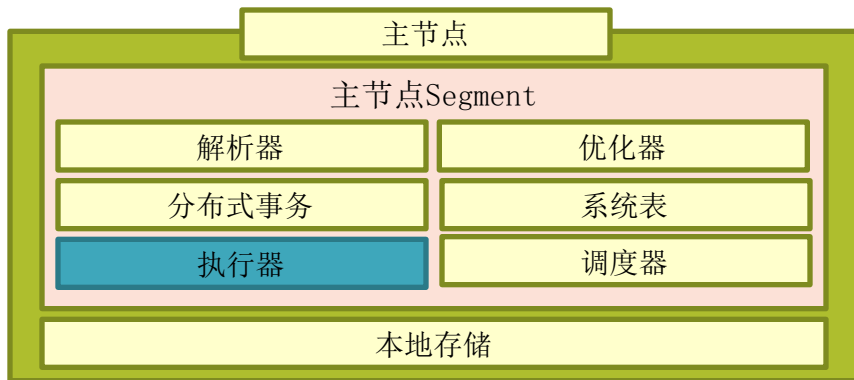 主节点
主节点Segment
解析器
优化器
分布式事务
系统表
执行器
调度器
本地存储